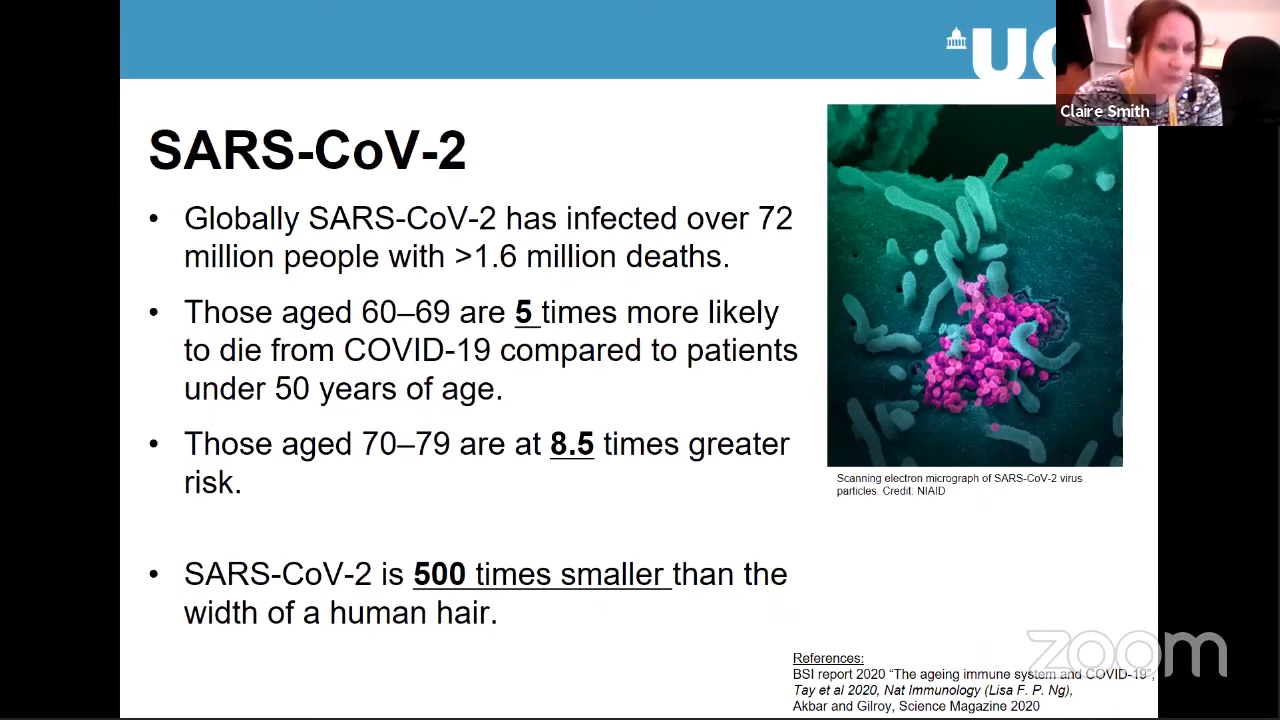 UC
Claire Smith
SARS-CoV-2
• Globally SARS-CoV-2 has infected over 72
million people with >1.6 million deaths.
• Those aged 60–69 are 5 times more likely
to die from COVID-19 compared to patients
under 50 years of age.
• Those aged 70–79 are at 8.5 times greater
risk.
• SARS-CoV-2 is 500 times smaller than the
width of a human hair.
Scanning electron micrograph of SARS-CoV-2 virus
particles. Credit: NIAID
References:
BSI report 2020 “The ageing immune system and COVID-19”,
Tay et al 2020, Nat Immunology (Lisa F. P. Ng),
Akbar and Gilroy, Science Magazine 2020
zoom